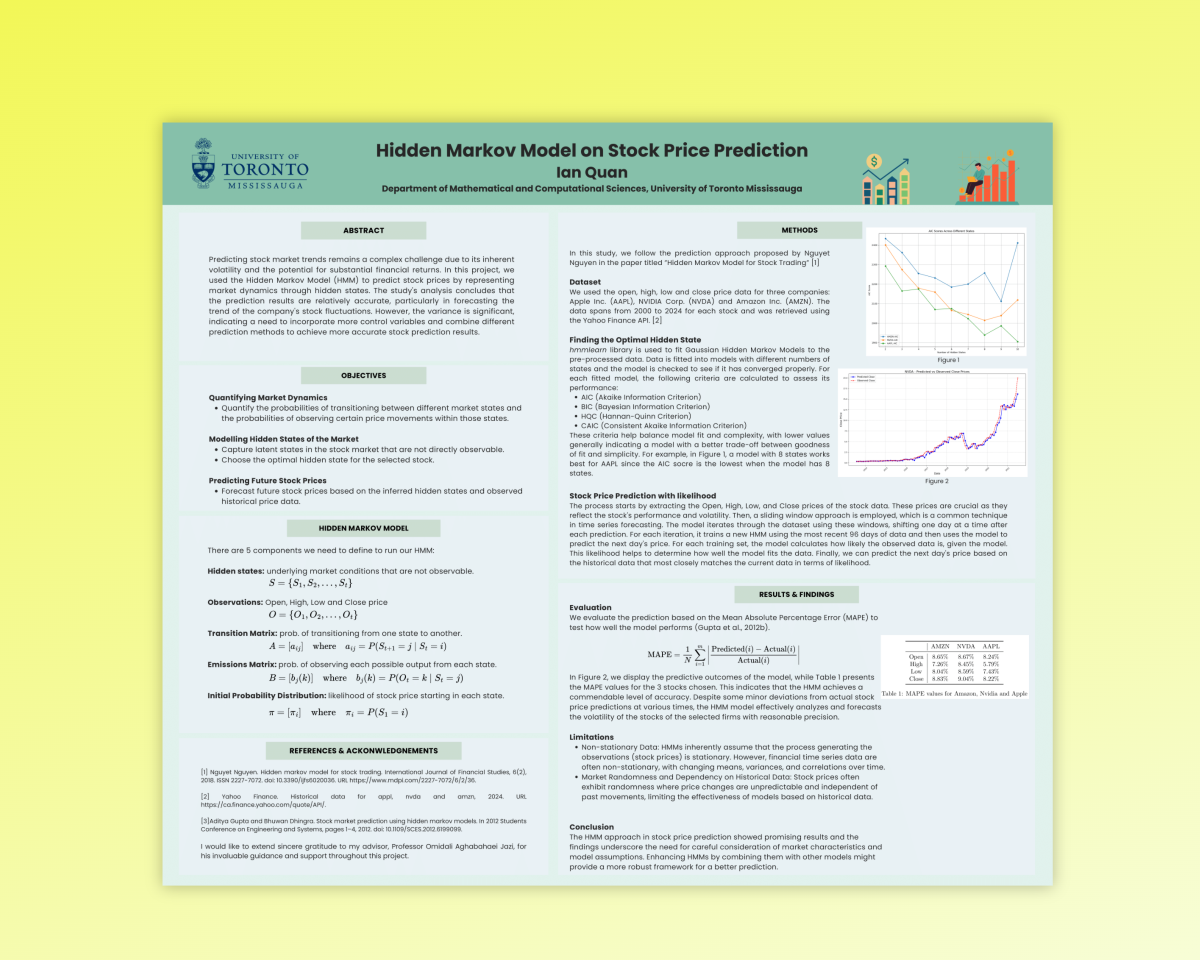 UNIVERSITY OF
TORONTO
MISSISSAUGA
Hidden Markov Model on Stock Price Prediction
Ian Quan
Department of Mathematical and Computational Sciences, University of Toronto Mississauga
ABSTRACT
Predicting stock market trends remains a complex challenge due to its inherent
volatility and the potential for substantial financial returns. In this project, we
used the Hidden Markov Model (HMM) to predict stock prices by representing
market dynamics through hidden states. The study's analysis concludes that
the prediction results are relatively accurate, particularly in forecasting the
trend of the company's stock fluctuations. However, the variance is significant,
indicating a need to incorporate more control variables and combine different
prediction methods to achieve more accurate stock prediction results.
OBJECTIVES
Quantifying Market Dynamics
• Quantify the probabilities of transitioning between different market states and
the probabilities of observing certain price movements within those states.
Modelling Hidden States of the Market
• Capture latent states in the stock market that are not directly observable.
• Choose the optimal hidden state for the selected stock.
Predicting Future Stock Prices
• Forecast future stock prices based on the inferred hidden states and observed
historical price data.
HIDDEN MARKOV MODEL
There are 5 components we need to define to run our HMM:
Hidden states: underlying market conditions that are not observable.
S = {S₁, S₂, . . . , Sₜ}
Observations: Open, High, Low and Close price
O = {O₁, O₂, . . . , Oₜ}
Transition Matrix: prob. of transitioning from one state to another.
A = [aᵢⱼ] where aᵢⱼ = P(Sₜ₊₁ = j | Sₜ = i)
Emissions Matrix: prob. of observing each possible output from each state.
B = [bⱼ(k)] where bⱼ(k) = P(Oₜ = k | Sₜ = j)
Initial Probability Distribution: likelihood of stock price starting in each state.
π = [πᵢ] where πᵢ = P(S₁ = i)
REFERENCES & ACKONWLEDGNEMENTS
[1] Nguyet Nguyen. Hidden markov model for stock trading. International Journal of Financial Studies, 6(2),
2018. ISSN 2227-7072. doi: 10.3390/ijfs6020036. URL https://www.mdpi.com/2227-7072/6/2/36.
[2] Yahoo Finance. Historical data for appl, nvda and amzn, 2024. URL
https://ca.finance.yahoo.com/quote/API/.
[3]Aditya Gupta and Bhuwan Dhingra. Stock market prediction using hidden markov models. In 2012 Students
Conference on Engineering and Systems, pages 1–4, 2012. doi: 10.1109/SCES.2012.6199099.
I would like to extend sincere gratitude to my advisor, Professor Omidali Aghabahaei Jazi, for
his invaluable guidance and support throughout this project.
METHODS
In this study, we follow the prediction approach proposed by Nguyet
Nguyen in the paper titled "Hidden Markov Model for Stock Trading" [1]
Dataset
We used the open, high, low and close price data for three companies:
Apple Inc. (AAPL), NVIDIA Corp. (NVDA) and Amazon Inc. (AMZN). The
data spans from 2000 to 2024 for each stock and was retrieved using
the Yahoo Finance API. [2]
Finding the Optimal Hidden State
hmmlearn library is used to fit Gaussian Hidden Markov Models to the
pre-processed data. Data is fitted into models with different numbers of
states and the model is checked to see if it has converged properly. For
each fitted model, the following criteria are calculated to assess its
performance:
• AIC (Akaike Information Criterion)
• BIC (Bayesian Information Criterion)
• HQC (Hannan-Quinn Criterion)
• CAIC (Consistent Akaike Information Criterion)
These criteria help balance model fit and complexity, with lower values
generally indicating a model with a better trade-off between goodness
of fit and simplicity. For example, in Figure 1, a model with 8 states works
best for AAPL since the AIC socre is the lowest when the model has 8
states.
AIC Scores Across Different States
Number of Hidden States
Figure 1
NVDA - Predicted vs Observed Close Prices
Predicted Close
Observed Close
Date
Figure 2
Stock Price Prediction with likelihood
The process starts by extracting the Open, High, Low, and Close prices of the stock data. These prices are crucial as they
reflect the stock's performance and volatility. Then, a sliding window approach is employed, which is a common technique
in time series forecasting. The model iterates through the dataset using these windows, shifting one day at a time after
each prediction. For each iteration, it trains a new HMM using the most recent 96 days of data and then uses the model to
predict the next day's price. For each training set, the model calculates how likely the observed data is, given the model.
This likelihood helps to determine how well the model fits the data. Finally, we can predict the next day's price based on
the historical data that most closely matches the current data in terms of likelihood.
RESULTS & FINDINGS
Evaluation
We evaluate the prediction based on the Mean Absolute Percentage Error (MAPE) to
test how well the model performs (Gupta et al., 2012b).
MAPE = 1/N ∑ᵢ₌₁ⁿ |Predicted(i) − Actual(i) / Actual(i)|
In Figure 2, we display the predictive outcomes of the model, while Table 1 presents
the MAPE values for the 3 stocks chosen. This indicates that the HMM achieves a
commendable level of accuracy. Despite some minor deviations from actual stock
price predictions at various times, the HMM model effectively analyzes and forecasts
the volatility of the stocks of the selected firms with reasonable precision.
AMZN NVDA AAPL
Open 8.65% 8.67% 8.24%
High 7.26% 8.45% 5.79%
Low 8.04% 8.59% 7.43%
Close 8.83% 9.04% 8.22%
Table 1: MAPE values for Amazon, Nvidia and Apple
Limitations
• Non-stationary Data: HMMs inherently assume that the process generating the
observations (stock prices) is stationary. However, financial time series data are
often non-stationary, with changing means, variances, and correlations over time.
• Market Randomness and Dependency on Historical Data: Stock prices often
exhibit randomness where price changes are unpredictable and independent of
past movements, limiting the effectiveness of models based on historical data.
Conclusion
The HMM approach in stock price prediction showed promising results and the
findings underscore the need for careful consideration of market characteristics and
model assumptions. Enhancing HMMs by combining them with other models might
provide a more robust framework for a better prediction.